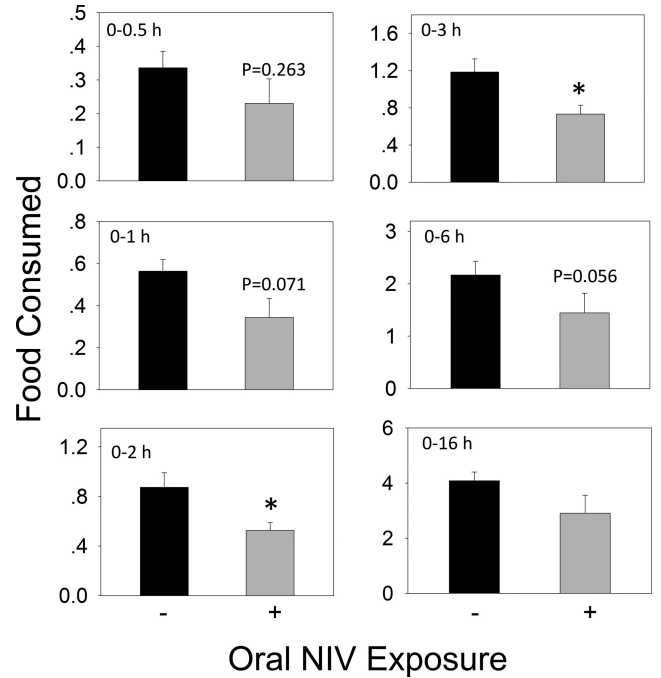 Food Consumed
0-0.5 h
.5
.4
.3
.2
.1
0.0
P=0.263
0-3 h
1.6
1.2
.8
.4
0.0
*
0-1 h
.8
.6
.4
.2
0.0
P=0.071
0-6 h
3
2
1
0
P=0.056
0-2 h
1.2
.8
.4
0.0
*
- +
0-16 h
6
4
2
0
- +
Oral NIV Exposure